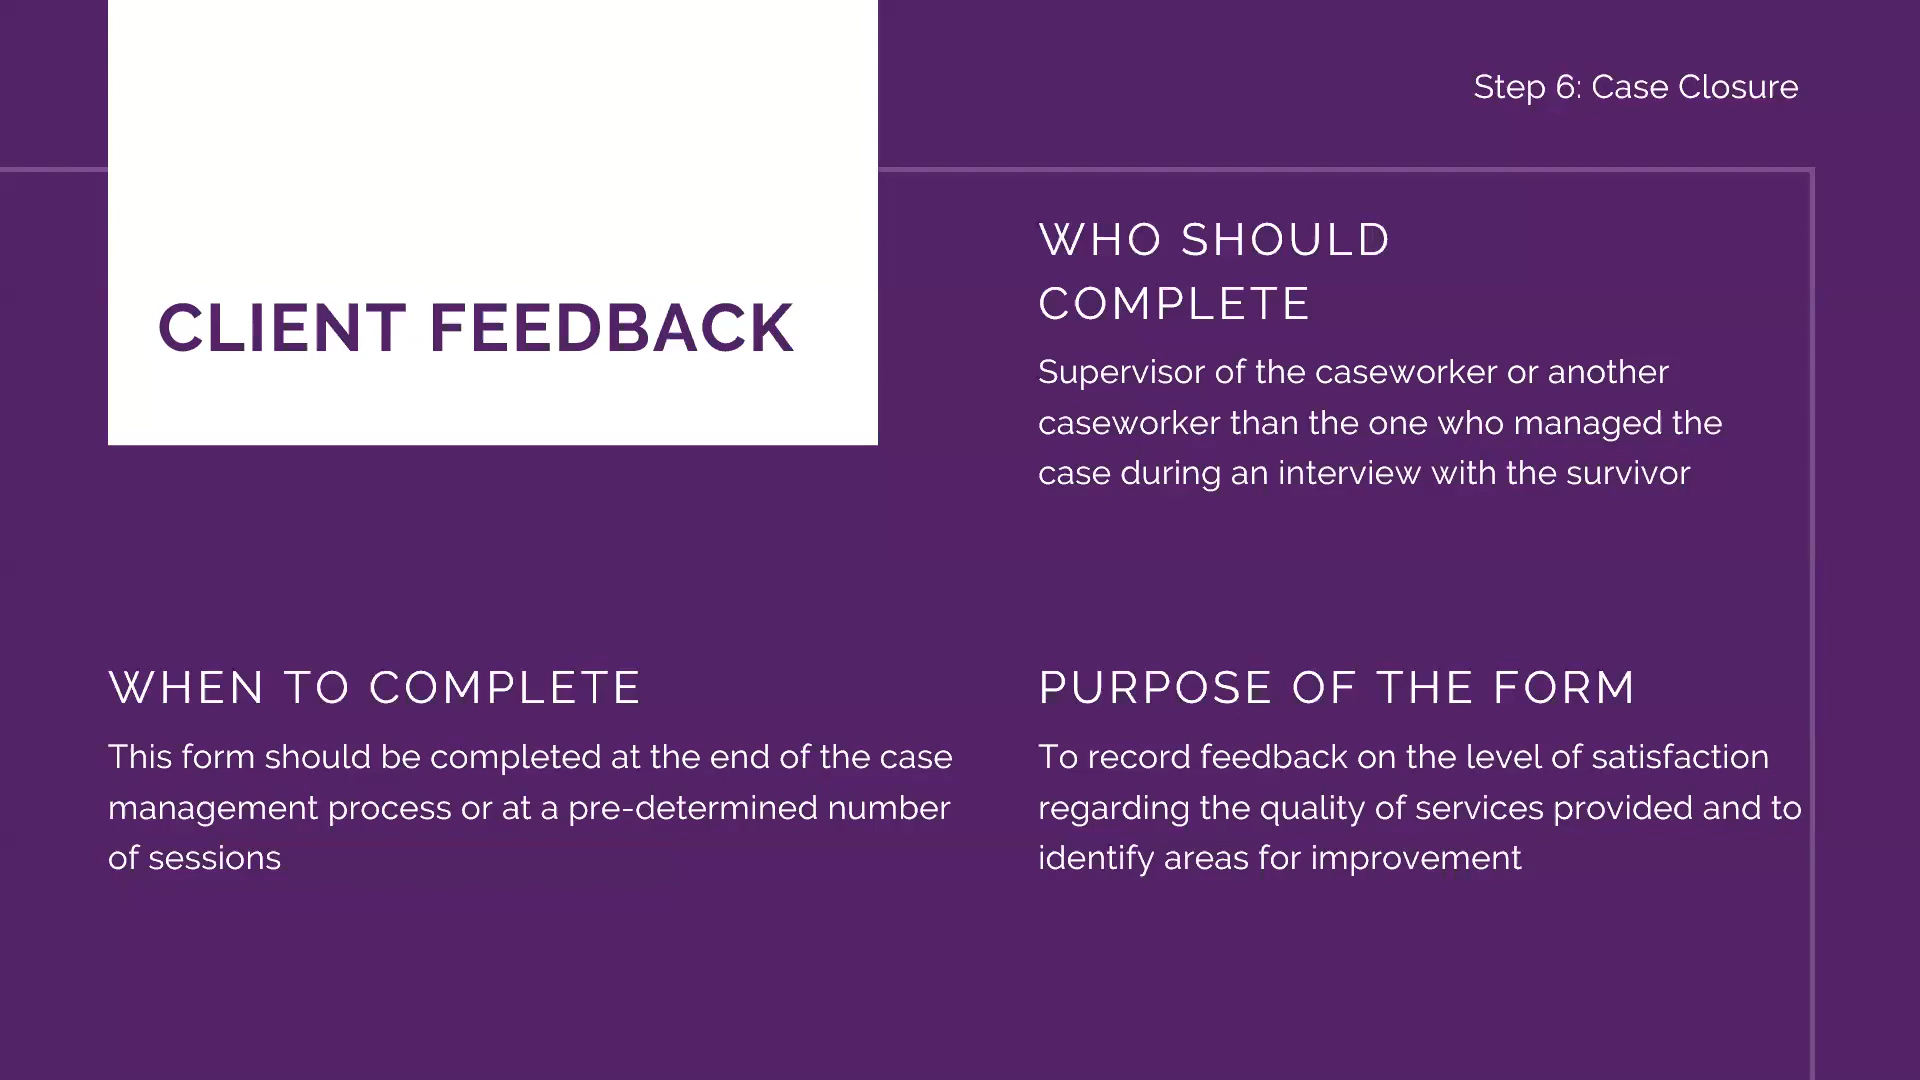 Step 6: Case Closure
CLIENT FEEDBACK
WHO SHOULD
COMPLETE
Supervisor of the caseworker or another
caseworker than the one who managed the
case during an interview with the survivor
WHEN TO COMPLETE
This form should be completed at the end of the case
management process or at a pre-determined number
of sessions
PURPOSE OF THE FORM
To record feedback on the level of satisfaction
regarding the quality of services provided and to
identify areas for improvement